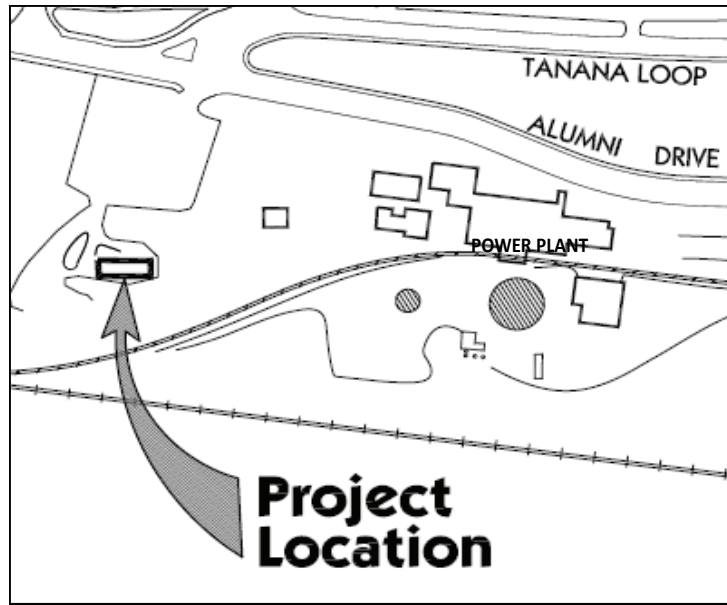 TANANA LOOP
ALUMNI DRIVE
POWER PLANT
Project
Location